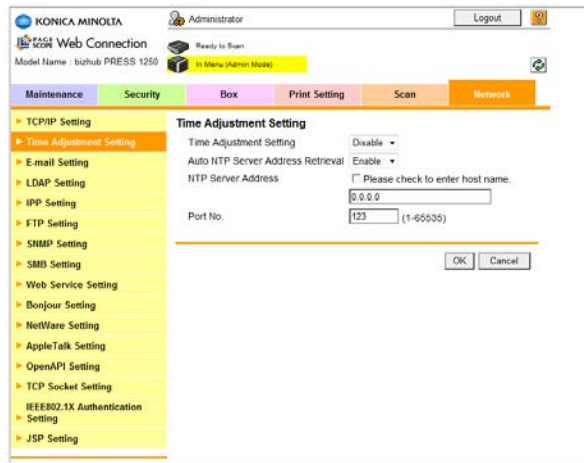 KONICA MINOLTA
Administrator
Logout
?
PAGE SCOPE Web Connection
Ready to Scan
Model Name : bizhub PRESS 1250
In Menu (Admin Mode)
Maintenance Security Box Print Setting Scan Network
TCP/IP Setting
Time Adjustment Setting
E-mail Setting
LDAP Setting
IPP Setting
FTP Setting
SNMP Setting
SMB Setting
Web Service Setting
Bonjour Setting
NetWare Setting
AppleTalk Setting
OpenAPI Setting
TCP Socket Setting
IEEE802.1X Authentication
Setting
JSP Setting
Time Adjustment Setting
Time Adjustment Setting Disable
Auto NTP Server Address Retrieval Enable
NTP Server Address Please check to enter host name.
0.0.0.0
Port No. 123 (1-65535)
OK Cancel